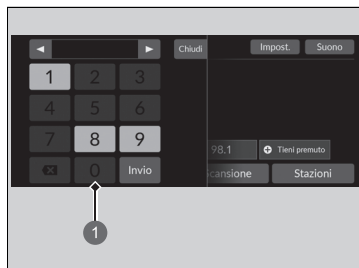 Chiudi Impost. Suono
1 2 3
4 5 6
7 8 9
98.1 Tieni premuto
0 Invio
cansione Stazioni
1